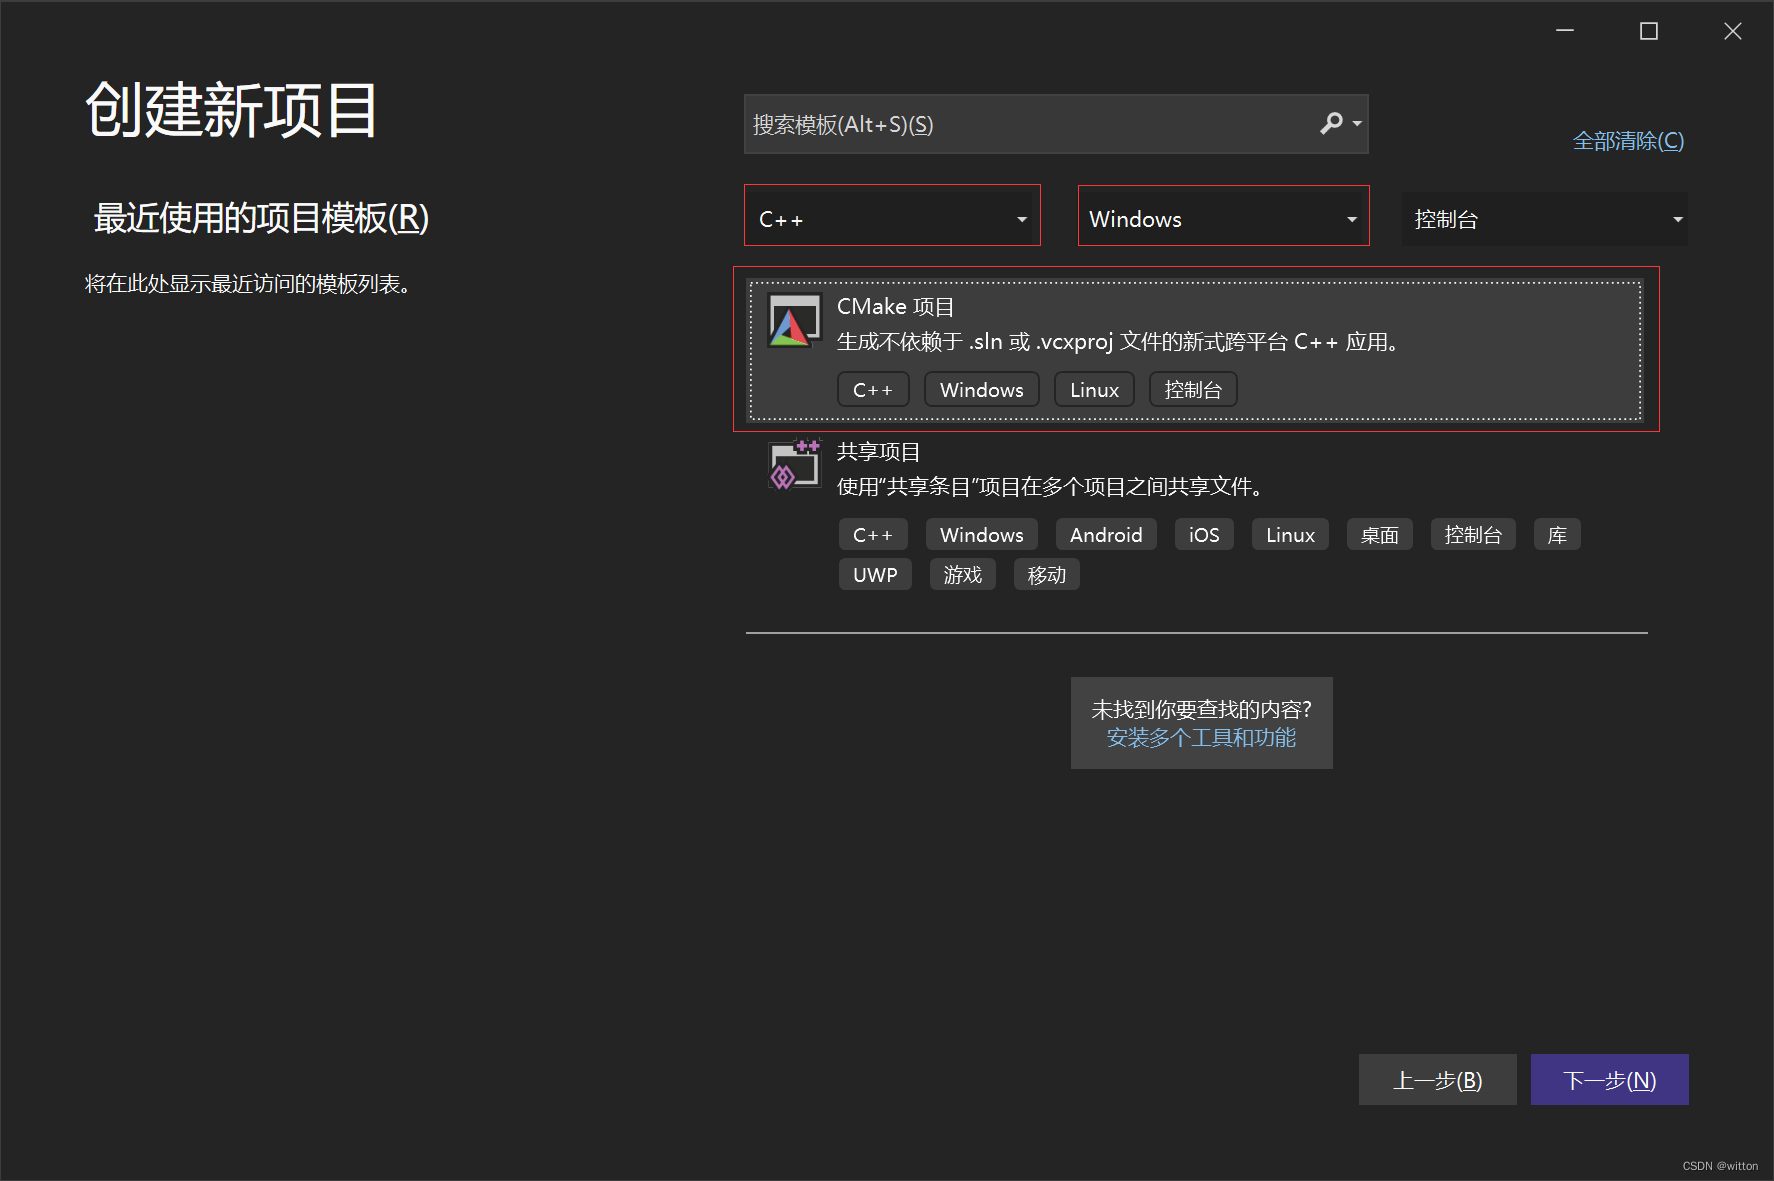 创建新项目
搜索模板(Alt+S)(S)
全部清除(C)
最近使用的项目模板(R)
C++
Windows
控制台
将在此处显示最近访问的模板列表。
CMake 项目
生成不依赖于 .sln 或 .vcxproj 文件的新式跨平台 C++ 应用。
C++ Windows Linux 控制台
共享项目
使用“共享条目”项目在多个项目之间共享文件。
C++ Windows Android iOS Linux 桌面 控制台 库
UWP 游戏 移动
未找到你要查找的内容?
安装多个工具和功能
上一步(B)
下一步(N)
CSDN @witton